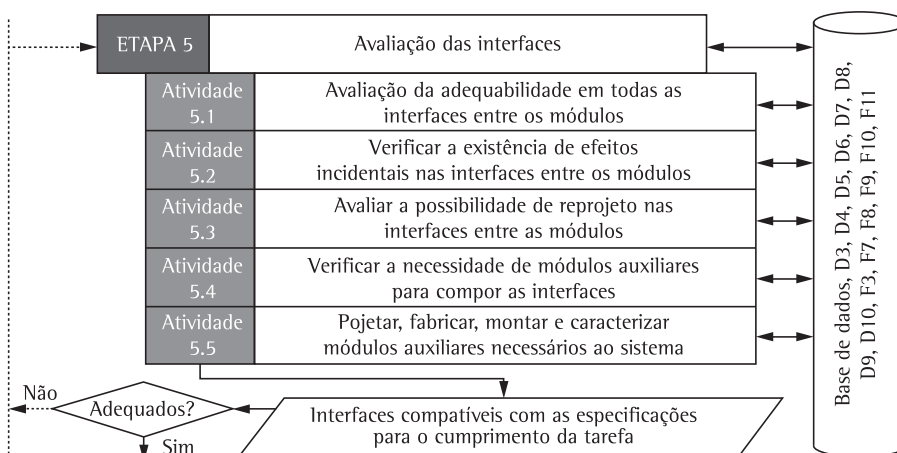 ETAPA 5
Avaliação das interfaces
Atividade
5.1
Avaliação da adequabilidade em todas as
interfaces entre os módulos
Atividade
5.2
Verificar a existência de efeitos
incidentais nas interfaces entre os módulos
Atividade
5.3
Avaliar a possibilidade de reprojeto nas
interfaces entre as módulos
Atividade
5.4
Verificar a necessidade de módulos auxiliares
para compor as interfaces
Atividade
5.5
Pojetar, fabricar, montar e caracterizar
módulos auxiliares necessários ao sistema
Base de dados, D3, D4, D5, D6, D7, D8,
D9, D10, F3, F7, F8, F9, F10, F11
Não
Adequados?
Sim
Interfaces compatíveis com as especificações
para o cumprimento da tarefa